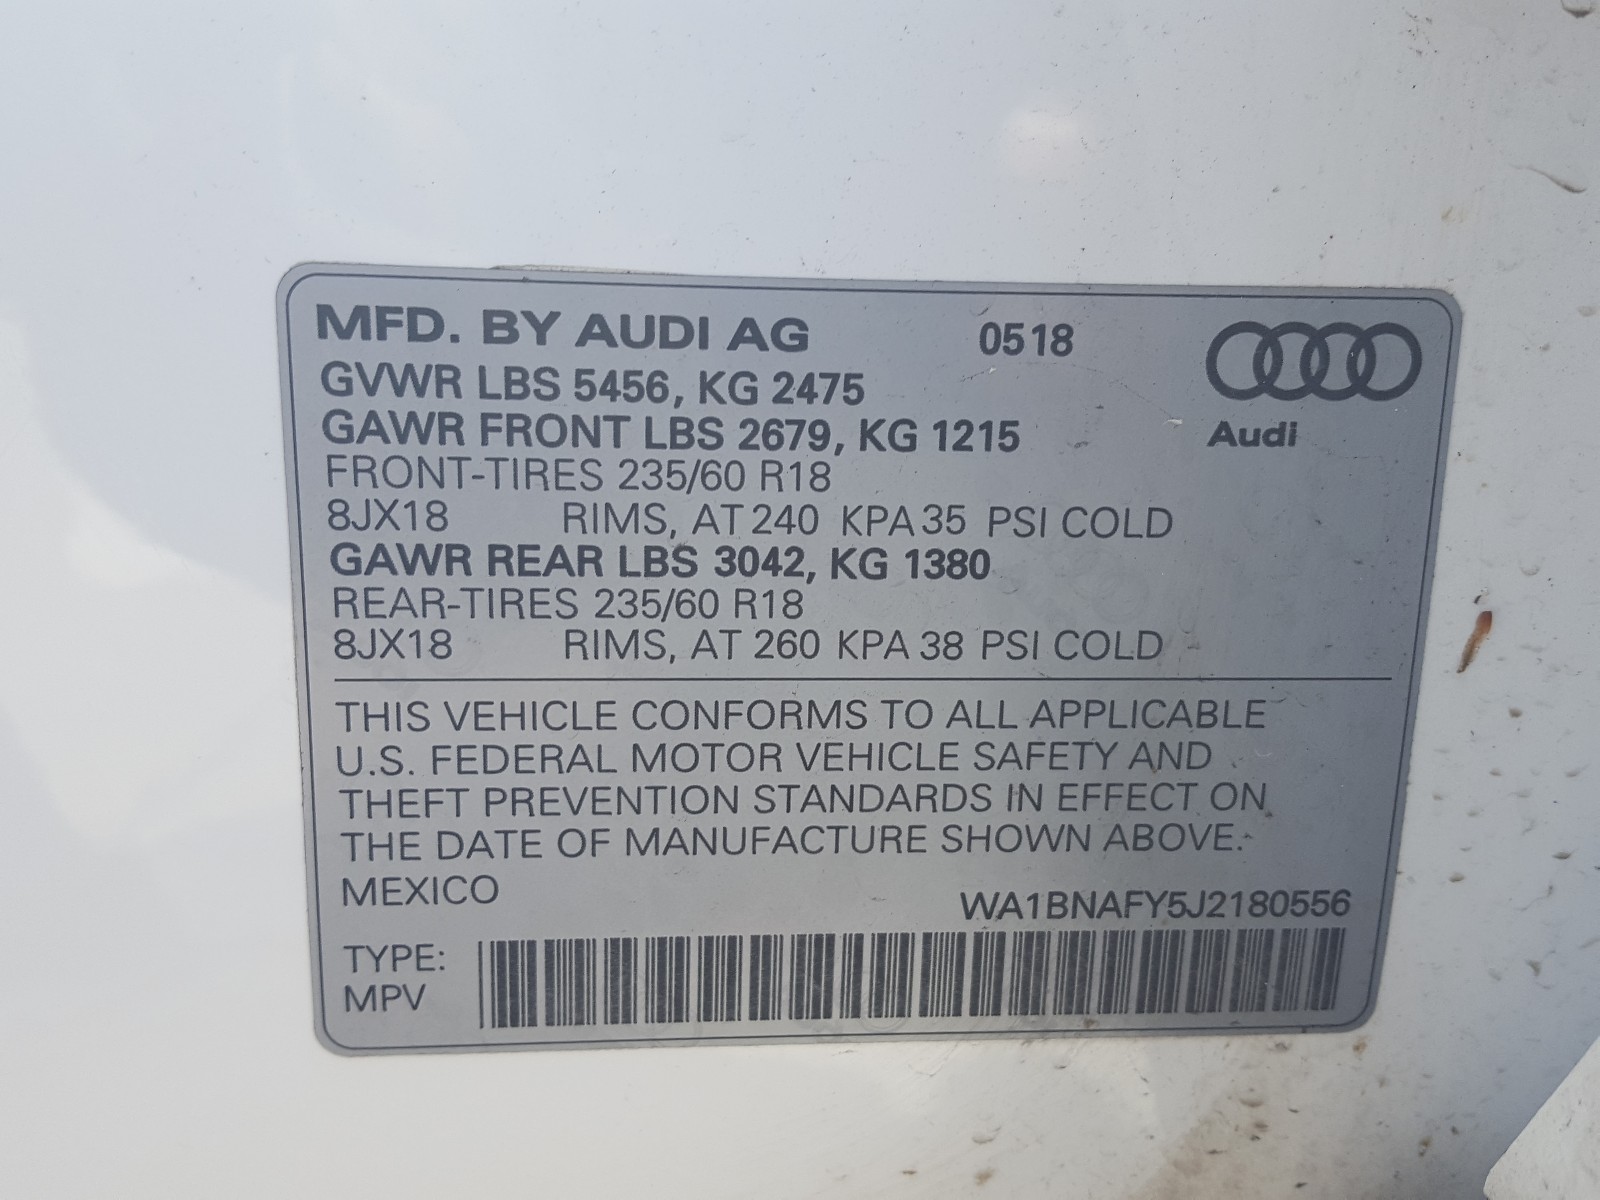 MFD. BY AUDI AG 0518
GVWR LBS 5456, KG 2475
GAWR FRONT LBS 2679, KG 1215
Audi
FRONT-TIRES 235/60 R18
8JX18 RIMS, AT 240 KPA 35 PSI COLD
GAWR REAR LBS 3042, KG 1380
REAR-TIRES 235/60 R18
8JX18 RIMS, AT 260 KPA 38 PSI COLD
THIS VEHICLE CONFORMS TO ALL APPLICABLE
U.S. FEDERAL MOTOR VEHICLE SAFETY AND
THEFT PREVENTION STANDARDS IN EFFECT ON
THE DATE OF MANUFACTURE SHOWN ABOVE.
MEXICO WA1BNAFY5J2180556
TYPE:
MPV